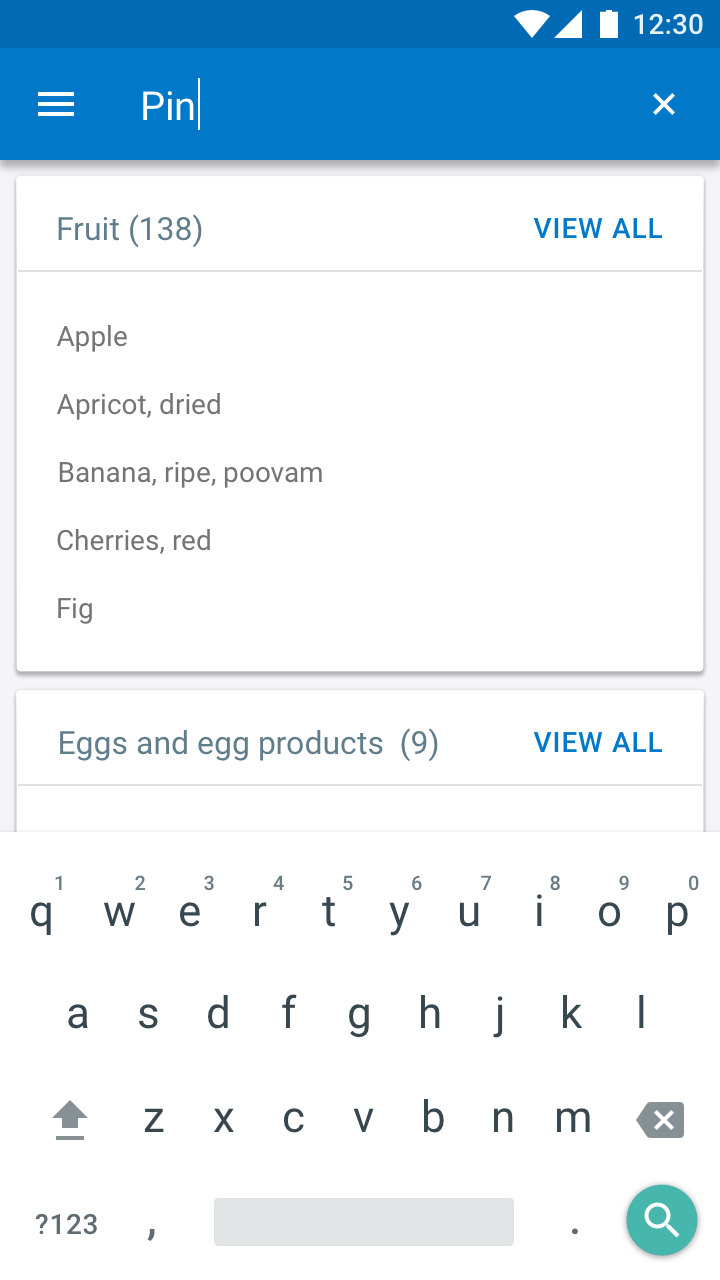 12:30
Pin
Fruit (138) VIEW ALL
Apple
Apricot, dried
Banana, ripe, poovam
Cherries, red
Fig
Eggs and egg products (9) VIEW ALL
1 2 3 4 5 6 7 8 9 0
q w e r t y u i o p
a s d f g h j k l
z x c v b n m
?123 , .